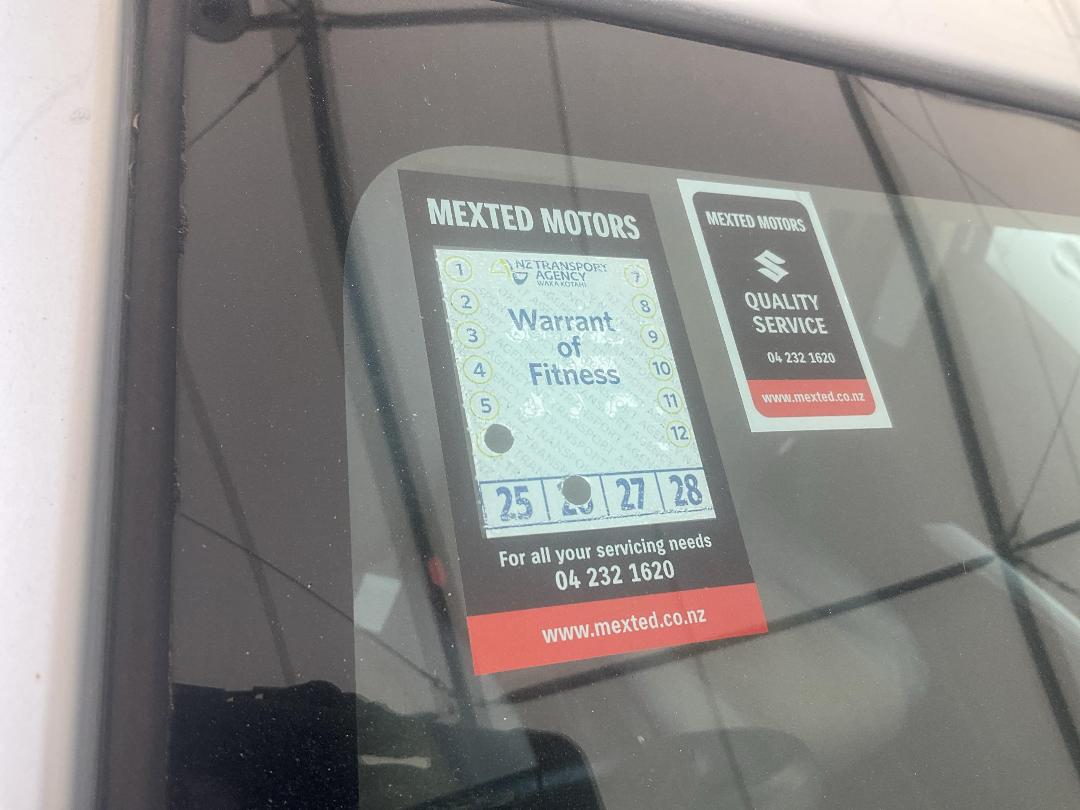 MEXTED MOTORS
1
2
3
4
5
7
8
9
10
11
12
NZ TRANSPORT
AGENCY
WAKA KOTAHI
Warrant
of
Fitness
25 27 28
For all your servicing needs
04 232 1620
www.mexted.co.nz
MEXTED MOTORS
QUALITY
SERVICE
04 232 1620
www.mexted.co.nz